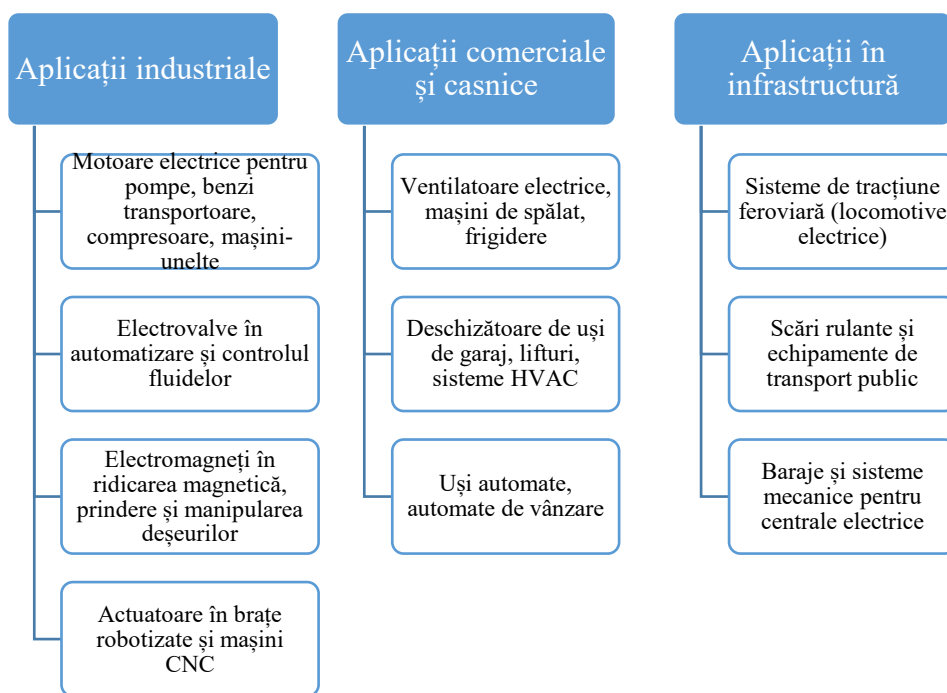 Aplicații industriale
Motoare electrice pentru
pompe, benzi
transportoare,
compresoare, mașini-
unelte
Electrovalve în
automatizare și controlul
fluidelor
Electromagneți în
ridicarea magnetică,
prindere și manipularea
deșeurilor
Actuatoare în brațe
robotizate și mașini
CNC
Aplicații comerciale
și casnice
Ventilatoare electrice,
mașini de spălat,
frigidere
Deschizătoare de uși
de garaj, lifturi,
sisteme HVAC
Uși automate,
automate de vânzare
Aplicații în
infrastructură
Sisteme de tracțiune
feroviară (locomotive
electrice)
Scări rulante și
echipamente de
transport public
Baraje și sisteme
mecanice pentru
centrale electrice